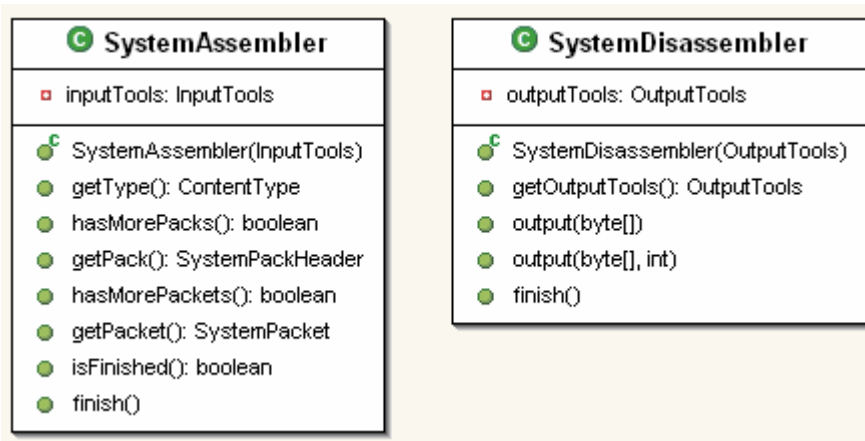 SystemAssembler
inputTools: InputTools
SystemAssembler(InputTools)
getType(): ContentType
hasMorePacks(): boolean
getPack(): SystemPackHeader
hasMorePackets(): boolean
getPacket(): SystemPacket
isFinished(): boolean
finish()
SystemDisassembler
outputTools: OutputTools
SystemDisassembler(OutputTools)
getOutputTools(): OutputTools
output(byte[])
output(byte[], int)
finish()